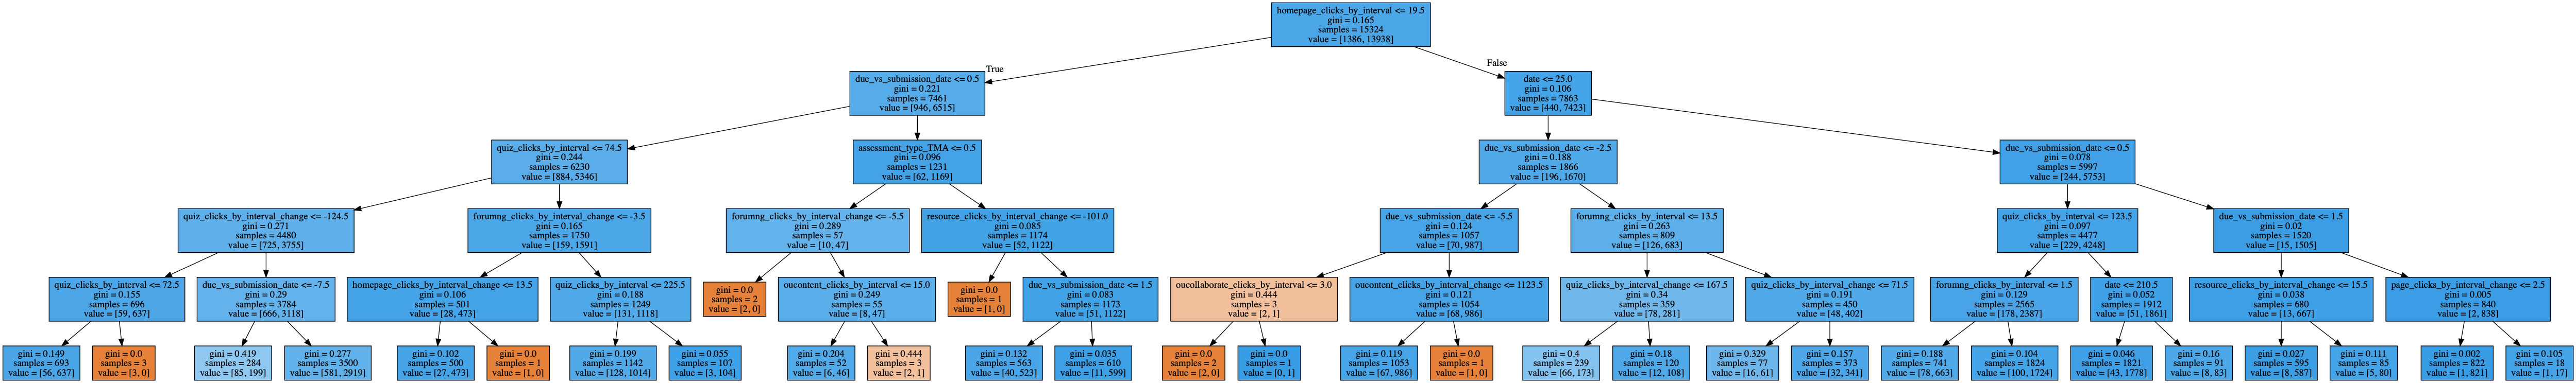 homepage_clicks_by_interval <= 19.5
gini = 0.165
samples = 15324
value = [1386, 13938]
True
False
due_vs_submission_date <= 0.5
gini = 0.221
samples = 7461
value = [946, 6515]
date <= 25.0
gini = 0.106
samples = 7863
value = [440, 7423]
quiz_clicks_by_interval <= 74.5
gini = 0.244
samples = 6230
value = [884, 5346]
assessment_type_TMA <= 0.5
gini = 0.096
samples = 1231
value = [62, 1169]
due_vs_submission_date <= -2.5
gini = 0.188
samples = 1866
value = [196, 1670]
due_vs_submission_date <= 0.5
gini = 0.078
samples = 5997
value = [244, 5753]
quiz_clicks_by_interval_change <= -124.5
gini = 0.271
samples = 4480
value = [725, 3755]
forumng_clicks_by_interval_change <= -3.5
gini = 0.165
samples = 1750
value = [159, 1591]
forumng_clicks_by_interval_change <= -5.5
gini = 0.289
samples = 57
value = [10, 47]
resource_clicks_by_interval_change <= -101.0
gini = 0.085
samples = 1174
value = [52, 1122]
due_vs_submission_date <= -5.5
gini = 0.124
samples = 1057
value = [70, 987]
forumng_clicks_by_interval <= 13.5
gini = 0.263
samples = 809
value = [126, 683]
quiz_clicks_by_interval <= 123.5
gini = 0.097
samples = 4477
value = [229, 4248]
due_vs_submission_date <= 1.5
gini = 0.02
samples = 1520
value = [15, 1505]
quiz_clicks_by_interval <= 72.5
gini = 0.155
samples = 696
value = [59, 637]
due_vs_submission_date <= -7.5
gini = 0.29
samples = 3784
value = [666, 3118]
homepage_clicks_by_interval_change <= 13.5
gini = 0.106
samples = 501
value = [28, 473]
quiz_clicks_by_interval <= 225.5
gini = 0.188
samples = 1249
value = [131, 1118]
gini = 0.0
samples = 2
value = [2, 0]
oucontent_clicks_by_interval <= 15.0
gini = 0.249
samples = 55
value = [8, 47]
gini = 0.0
samples = 1
value = [1, 0]
due_vs_submission_date <= 1.5
gini = 0.083
samples = 1173
value = [51, 1122]
oucollaborate_clicks_by_interval <= 3.0
gini = 0.444
samples = 3
value = [2, 1]
oucontent_clicks_by_interval_change <= 1123.5
gini = 0.121
samples = 1054
value = [68, 986]
quiz_clicks_by_interval_change <= 167.5
gini = 0.34
samples = 359
value = [78, 281]
quiz_clicks_by_interval <= 71.5
gini = 0.191
samples = 450
value = [48, 402]
forumng_clicks_by_interval <= 1.5
gini = 0.129
samples = 2565
value = [178, 2387]
date <= 210.5
gini = 0.052
samples = 1912
value = [51, 1861]
resource_clicks_by_interval_change <= 15.5
gini = 0.038
samples = 680
value = [13, 667]
page_clicks_by_interval_change <= 2.5
gini = 0.005
samples = 840
value = [2, 838]
gini = 0.149
samples = 693
value = [56, 637]
gini = 0.0
samples = 3
value = [3, 0]
gini = 0.419
samples = 284
value = [85, 199]
gini = 0.277
samples = 3500
value = [581, 2919]
gini = 0.102
samples = 500
value = [27, 473]
gini = 0.0
samples = 1
value = [1, 0]
gini = 0.199
samples = 1142
value = [128, 1014]
gini = 0.055
samples = 107
value = [3, 104]
gini = 0.204
samples = 52
value = [6, 46]
gini = 0.444
samples = 3
value = [2, 1]
gini = 0.132
samples = 563
value = [40, 523]
gini = 0.035
samples = 610
value = [11, 599]
gini = 0.0
samples = 2
value = [2, 0]
gini = 0.0
samples = 1
value = [0, 1]
gini = 0.119
samples = 1053
value = [67, 986]
gini = 0.0
samples = 1
value = [1, 0]
gini = 0.4
samples = 239
value = [66, 173]
gini = 0.18
samples = 120
value = [12, 108]
gini = 0.329
samples = 77
value = [16, 61]
gini = 0.157
samples = 373
value = [32, 341]
gini = 0.188
samples = 741
value = [78, 663]
gini = 0.104
samples = 1824
value = [100, 1724]
gini = 0.046
samples = 1821
value = [43, 1778]
gini = 0.16
samples = 91
value = [8, 83]
gini = 0.027
samples = 595
value = [8, 587]
gini = 0.111
samples = 85
value = [5, 80]
gini = 0.002
samples = 822
value = [1, 821]
gini = 0.105
samples = 18
value = [1, 17]